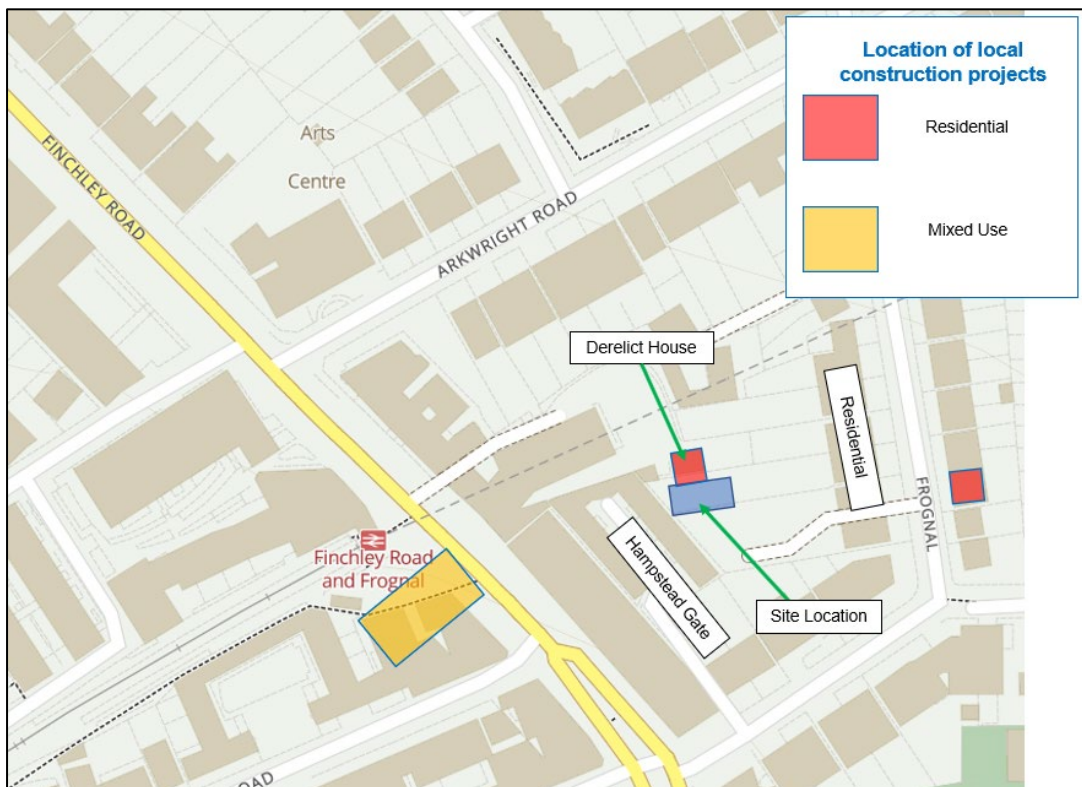 Location of local
construction projects
Residential
Mixed Use
Arts
Centre
FINCHLEY ROAD
ARKWRIGHT ROAD
Derelict House
Residential
FROGNAL
Finchley Road
and Frognal
Hampstead Gate
Site Location
ROAD